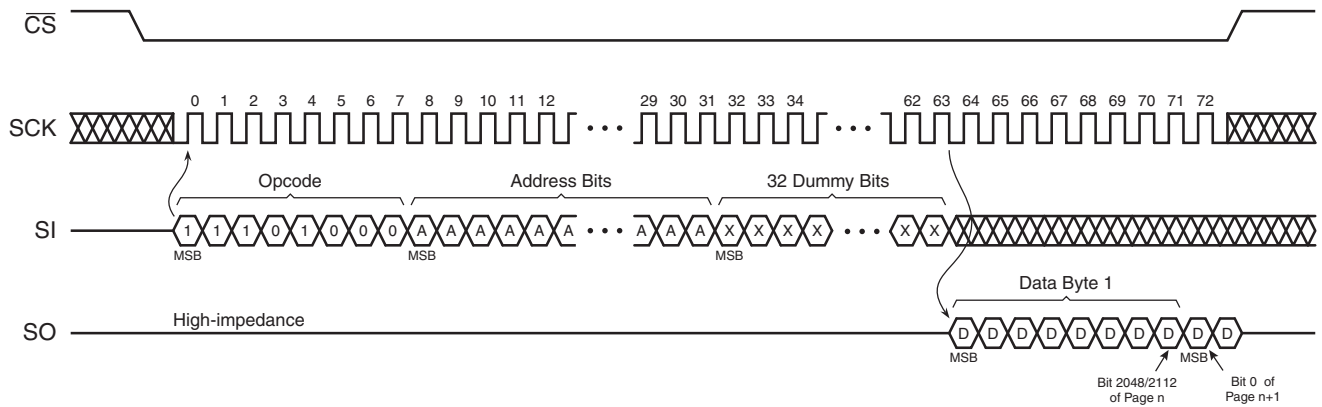 CS
0 1 2 3 4 5 6 7 8 9 10 11 12 29 30 31 32 33 34 62 63 64 65 66 67 68 69 70 71 72
SCK
Opcode Address Bits 32 Dummy Bits
SI 1 1 1 0 1 0 0 0 A A A A A A A A A X X X X X X
MSB MSB MSB
Data Byte 1
High-impedance
SO D D D D D D D D D D
MSB MSB
Bit 2048/2112
of Page n
Bit 0 of
Page n+1